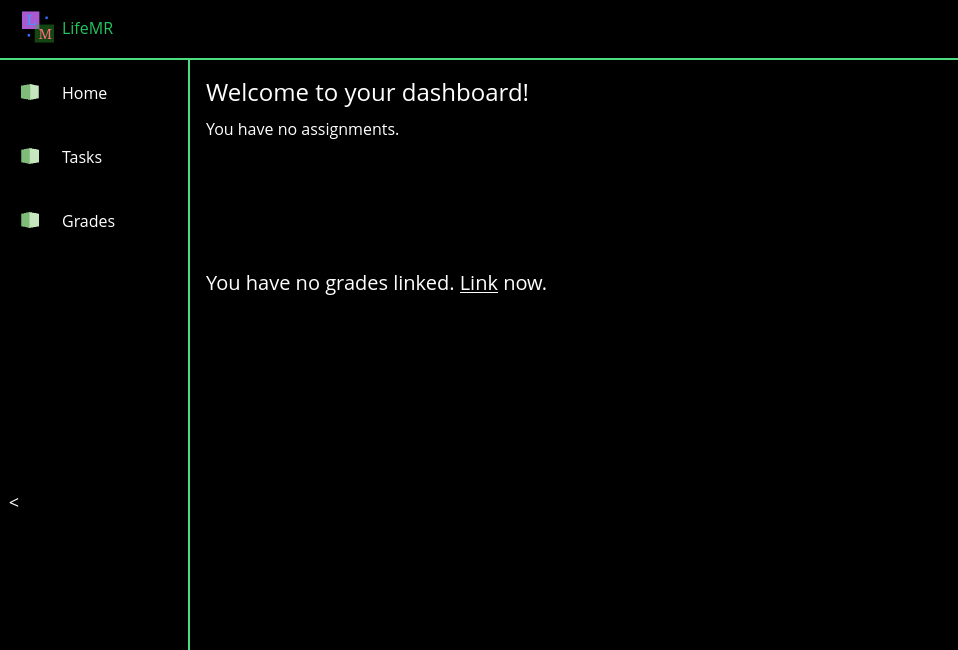 L
M
LifeMR
Home
Tasks
Grades
<
Welcome to your dashboard!
You have no assignments.
You have no grades linked. Link now.